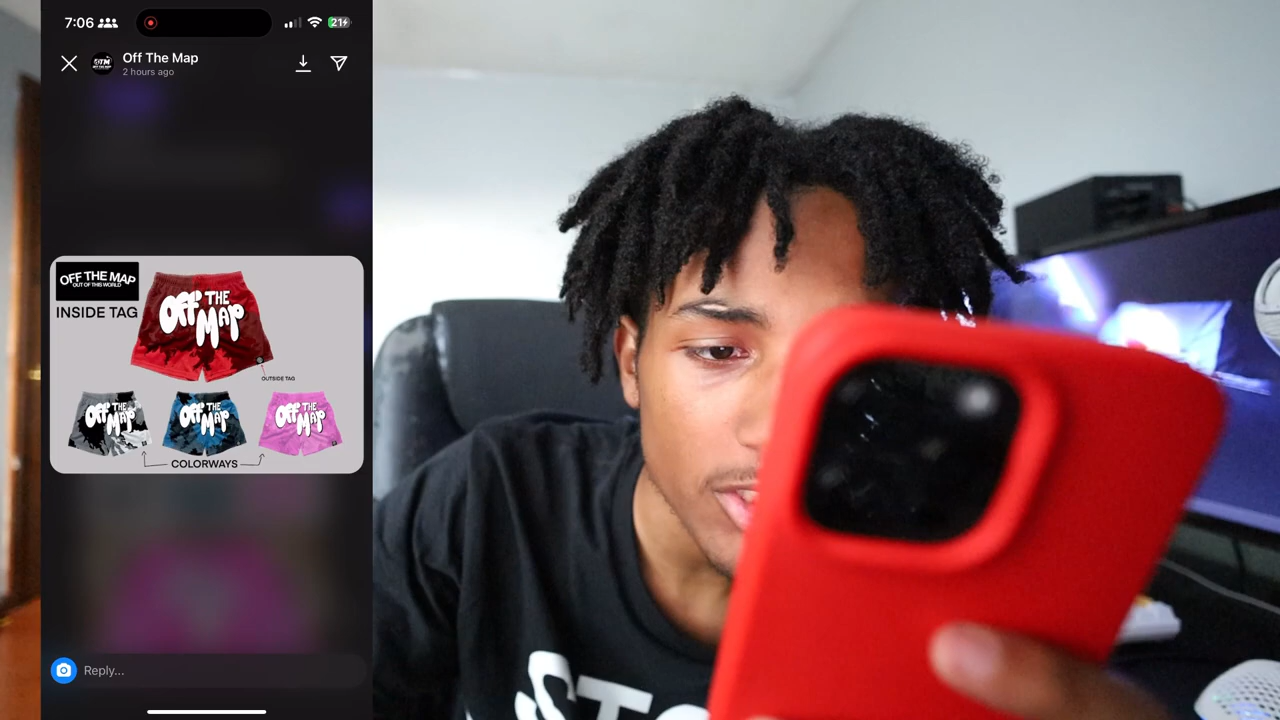 7:06
21
Off The Map
2 hours ago
OTM
OFF THE MAP
OUT OF THIS WORLD
INSIDE TAG
OFF THE MAP
OUTSIDE TAG
OFF THE MAP
OFF THE MAP
OFF THE MAP
COLORWAYS
Reply...